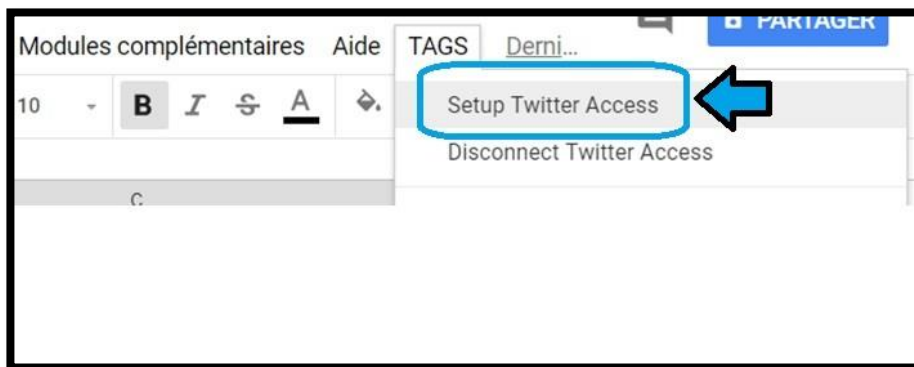 PARTAGER
Modules complémentaires Aide TAGS Derni...
10 B I S A
Setup Twitter Access
Disconnect Twitter Access
C